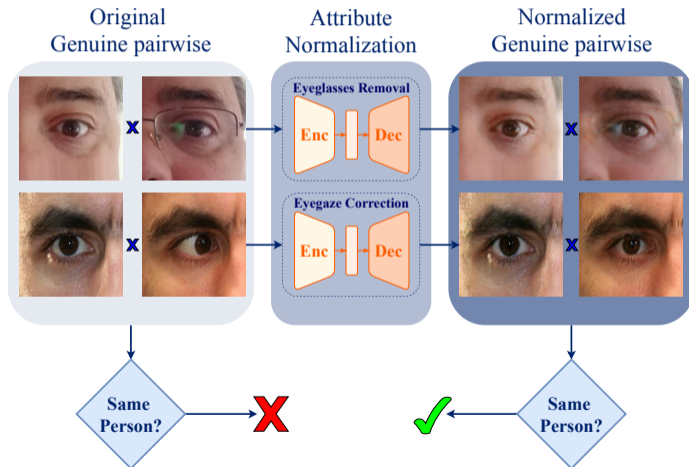 Original
Genuine pairwise
Attribute
Normalization
Normalized
Genuine pairwise
Eyeglasses Removal
x
Enc
Dec
x
Eyegaze Correction
x
Enc
Dec
x
Same
Person?
X
Same
Person?